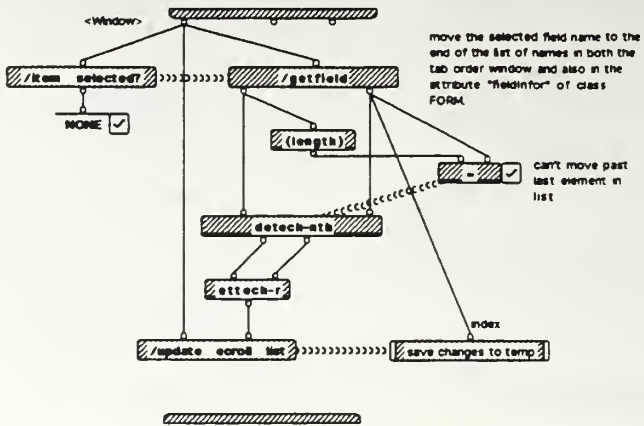 <Window>
move the selected field name to the
end of the list of names in both the
tab order window and also in the
attribute "fieldinfor" of class
FORM.
/item selected?
/getfield
NONE
(length)
~
can't move past
last element in
list
detach-nth
attach-r
index
/update scroll list
save changes to temp